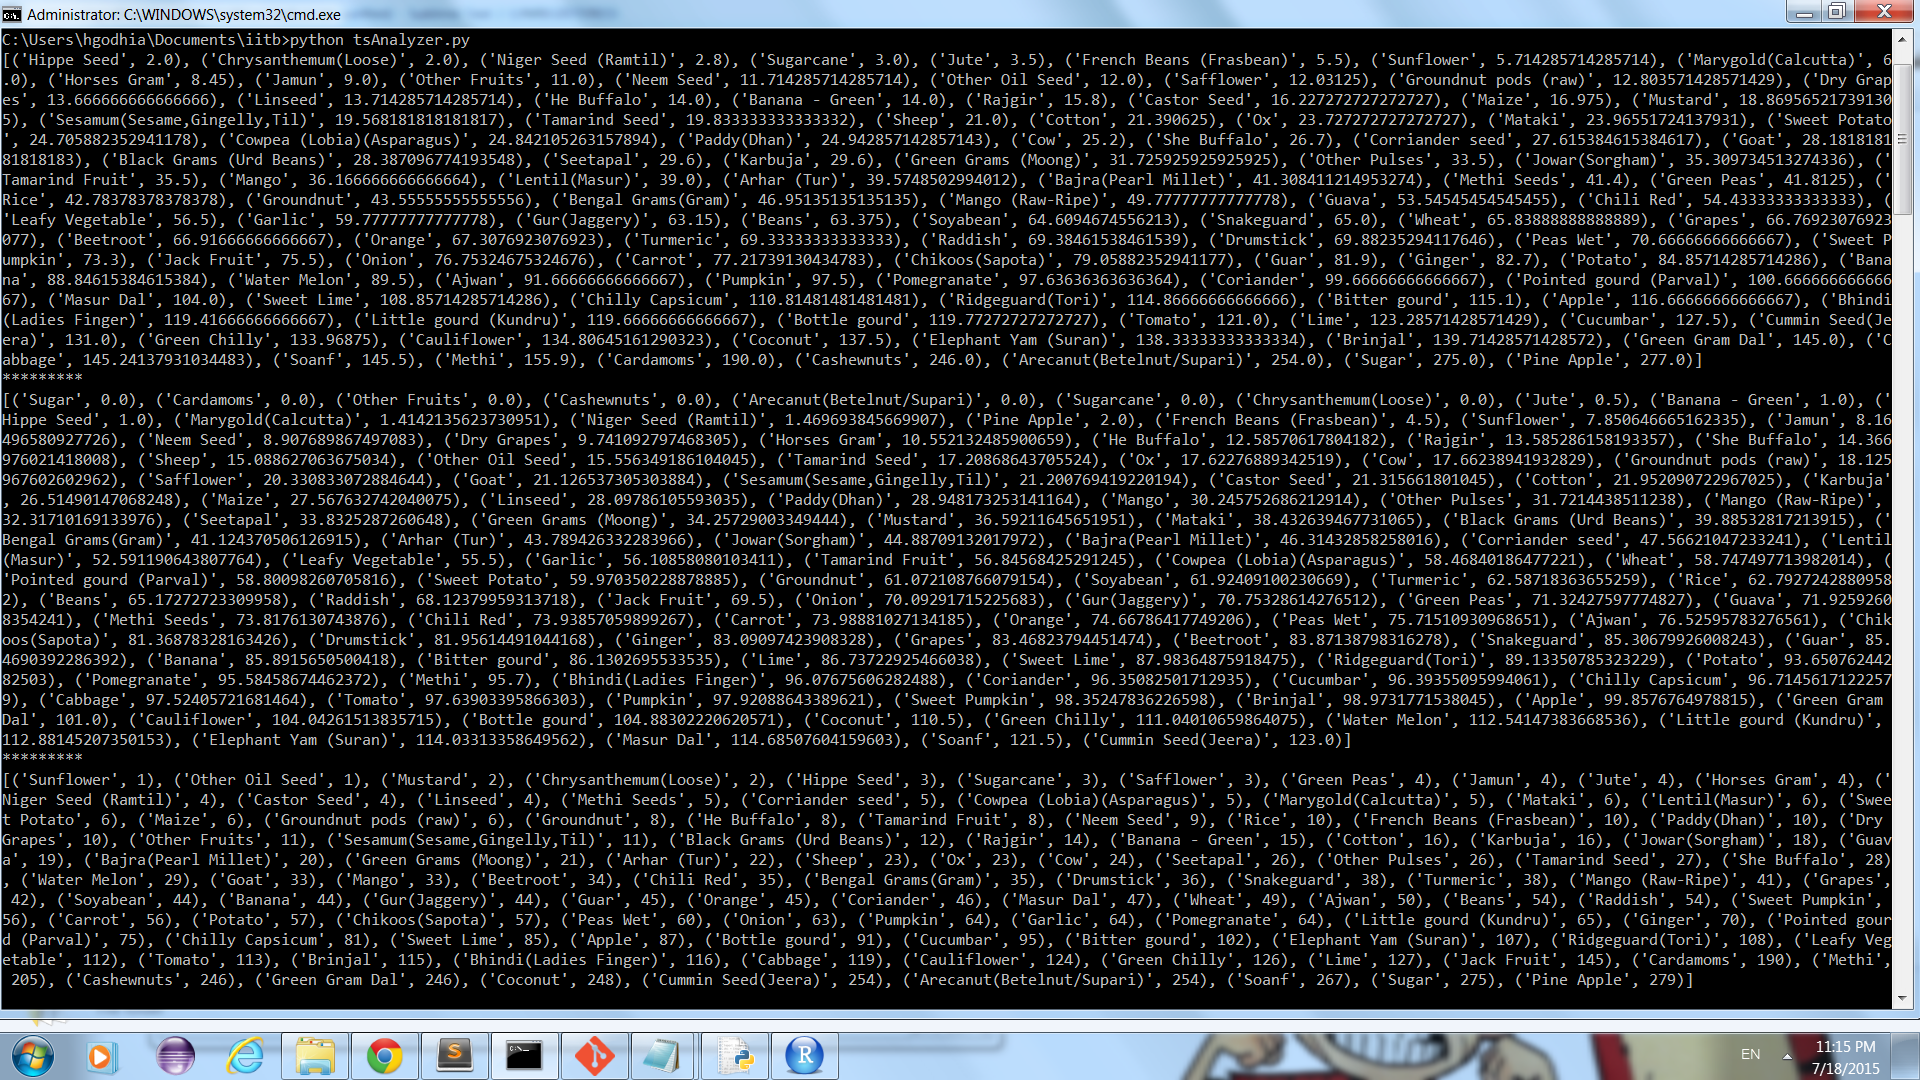 Administrator: C:\WINDOWS\system32\cmd.exe
C:\Users\hgodhia\Documents\iitb>python tsAnalyzer.py
[('Hippe Seed', 2.0), ('Chrysanthemum(Loose)', 2.0), ('Niger Seed (Ramtil)', 2.8), ('Sugarcane', 3.0), ('Jute', 3.5), ('French Beans (Frasbean)', 5.5), ('Sunflower', 5.714285714285714), ('Marygold(Calcutta)', 6
.0), ('Horses Gram', 8.45), ('Jamun', 9.0), ('Other Fruits', 11.0), ('Neem Seed', 11.714285714285714), ('Other Oil Seed', 12.0), ('Safflower', 12.03125), ('Groundnut pods (raw)', 12.803571428571429), ('Dry Grap
es', 13.666666666666666), ('Linseed', 13.714285714285714), ('He Buffalo', 14.0), ('Banana - Green', 14.0), ('Rajgir', 15.8), ('Castor Seed', 16.227272727272727), ('Maize', 16.975), ('Mustard', 18.86956521739130
5), ('Sesamum(Sesame,Gingelly,Til)', 19.568181818181817), ('Tamarind Seed', 19.833333333333332), ('Sheep', 21.0), ('Cotton', 21.390625), ('Ox', 23.727272727272727), ('Mataki', 23.96551724137931), ('Sweet Potato
', 24.705882352941178), ('Cowpea (Lobia)(Asparagus)', 24.842105263157894), ('Paddy(Dhan)', 24.942857142857143), ('Cow', 25.2), ('She Buffalo', 26.7), ('Corriander seed', 27.615384615384617), ('Goat', 28.1818181
81818183), ('Black Grams (Urd Beans)', 28.387096774193548), ('Seetapal', 29.6), ('Karbuja', 29.6), ('Green Grams (Moong)', 31.725925925925925), ('Other Pulses', 33.5), ('Jowar(Sorgham)', 35.309734513274336), ('
Tamarind Fruit', 35.5), ('Mango', 36.166666666666664), ('Lentil(Masur)', 39.0), ('Arhar (Tur)', 39.5748502994012), ('Bajra(Pearl Millet)', 41.308411214953274), ('Methi Seeds', 41.4), ('Green Peas', 41.8125), ('
Rice', 42.78378378378378), ('Groundnut', 43.55555555555556), ('Bengal Grams(Gram)', 46.95135135135135), ('Mango (Raw-Ripe)', 49.77777777777778), ('Guava', 53.54545454545455), ('Chili Red', 54.43333333333333), (
'Leafy Vegetable', 56.5), ('Garlic', 59.77777777777778), ('Gur(Jaggery)', 63.15), ('Beans', 63.375), ('Soyabean', 64.6094674556213), ('Snakeguard', 65.0), ('Wheat', 65.83888888888889), ('Grapes', 66.76923076923
077), ('Beetroot', 66.91666666666667), ('Orange', 67.3076923076923), ('Turmeric', 69.33333333333333), ('Raddish', 69.38461538461539), ('Drumstick', 69.88235294117646), ('Peas Wet', 70.66666666666667), ('Sweet P
umpkin', 73.3), ('Jack Fruit', 75.5), ('Onion', 76.75324675324676), ('Carrot', 77.21739130434783), ('Chikoos(Sapota)', 79.05882352941177), ('Guar', 81.9), ('Ginger', 82.7), ('Potato', 84.85714285714286), ('Bana
na', 88.84615384615384), ('Water Melon', 89.5), ('Ajwan', 91.66666666666667), ('Pumpkin', 97.5), ('Pomegranate', 97.63636363636364), ('Coriander', 99.66666666666667), ('Pointed gourd (Parval)', 100.666666666666
67), ('Masur Dal', 104.0), ('Sweet Lime', 108.85714285714286), ('Chilly Capsicum', 110.81481481481481), ('Ridgeguard(Tori)', 114.86666666666666), ('Bitter gourd', 115.1), ('Apple', 116.66666666666667), ('Bhindi
(Ladies Finger)', 119.41666666666667), ('Little gourd (Kundru)', 119.66666666666667), ('Bottle gourd', 119.77272727272727), ('Tomato', 121.0), ('Lime', 123.28571428571429), ('Cucumbar', 127.5), ('Cummin Seed(Je
era)', 131.0), ('Green Chilly', 133.96875), ('Cauliflower', 134.80645161290323), ('Coconut', 137.5), ('Elephant Yam (Suran)', 138.33333333333334), ('Brinjal', 139.7142857142857​2), ('Green Gram Dal', 145.0), ('C
abbage', 145.24137931034483), ('Soanf', 145.5), ('Methi', 155.9), ('Cardamoms', 190.0), ('Cashewnuts', 246.0), ('Arecanut(Betelnut/Supari)', 254.0), ('Sugar', 275.0), ('Pine Apple', 277.0)]
*********
[('Sugar', 0.0), ('Cardamoms', 0.0), ('Other Fruits', 0.0), ('Cashewnuts', 0.0), ('Arecanut(Betelnut/Supari)', 0.0), ('Sugarcane', 0.0), ('Chrysanthemum(Loose)', 0.0), ('Jute', 0.5), ('Banana - Green', 1.0), ('
Hippe Seed', 1.0), ('Marygold(Calcutta)', 1.4142135623730951), ('Niger Seed (Ramtil)', 1.469693845669907), ('Pine Apple', 2.0), ('French Beans (Frasbean)', 4.5), ('Sunflower', 7.850646665162335), ('Jamun', 8.16
496580927726), ('Neem Seed', 8.907689867497083), ('Dry Grapes', 9.741092797468305), ('Horses Gram', 10.552132485900659), ('He Buffalo', 12.58570617804182), ('Rajgir', 13.585286158193357), ('She Buffalo', 14.366
976021418008), ('Sheep', 15.088627063675034), ('Other Oil Seed', 15.556349186104045), ('Tamarind Seed', 17.20868643705524), ('Ox', 17.62276889342519), ('Cow', 17.66238941932829), ('Groundnut pods (raw)', 18.125
967602602962), ('Safflower', 20.330833072884644), ('Goat', 21.126537305303884), ('Sesamum(Sesame,Gingelly,Til)', 21.200769419220194), ('Castor Seed', 21.315661801045), ('Cotton', 21.952090722967025), ('Karbuja'
, 26.51490147068248), ('Maize', 27.567632742040075), ('Linseed', 28.09786105593035), ('Paddy(Dhan)', 28.948173253141164), ('Mango', 30.245752686212914), ('Other Pulses', 31.7214438511238), ('Mango (Raw-Ripe)',
32.31710169133976), ('Seetapal', 33.8325287260648), ('Green Grams (Moong)', 34.25729003349444), ('Mustard', 36.59211645651951), ('Mataki', 38.432639467731065), ('Black Grams (Urd Beans)', 39.88532817213915), ('
Bengal Grams(Gram)', 41.124370506126915), ('Arhar (Tur)', 43.789426332283966), ('Jowar(Sorgham)', 44.88709132017972), ('Bajra(Pearl Millet)', 46.31432858258016), ('Corriander seed', 47.56621047233241), ('Lentil
(Masur)', 52.591190643807764), ('Leafy Vegetable', 55.5), ('Garlic', 56.10858080103411), ('Tamarind Fruit', 56.84568425291245), ('Cowpea (Lobia)(Asparagus)', 58.46840186477221), ('Wheat', 58.747497713982014), (
'Pointed gourd (Parval)', 58.80098260705816), ('Sweet Potato', 59.970350228878885), ('Groundnut', 61.072108766079154), ('Soyabean', 61.92409100230669), ('Turmeric', 62.58718363655259), ('Rice', 62.7927242880958
2), ('Beans', 65.17272723309958), ('Raddish', 68.12379959313718), ('Jack Fruit', 69.5), ('Onion', 70.09291715225683), ('Gur(Jaggery)', 70.75328614276512), ('Green Peas', 71.32427597774827), ('Guava', 71.9259260
8354241), ('Methi Seeds', 73.8176130743876), ('Chili Red', 73.93857059899267), ('Carrot', 73.98881027134185), ('Orange', 74.66786417749206), ('Peas Wet', 75.71510930968651), ('Ajwan', 76.52595783276561), ('Chik
oos(Sapota)', 81.36878328163426), ('Drumstick', 81.95614491044168), ('Ginger', 83.09097423908328), ('Grapes', 83.46823794451474), ('Beetroot', 83.87138798316278), ('Snakeguard', 85.30679926008243), ('Guar', 85.
4690392286392), ('Banana', 85.8915650500418), ('Bitter gourd', 86.1302695533535), ('Lime', 86.73722925466038), ('Sweet Lime', 87.98364875918475), ('Ridgeguard(Tori)', 89.13350785323229), ('Potato', 93.650762442
82503), ('Pomegranate', 95.58458674462372), ('Methi', 95.7), ('Bhindi(Ladies Finger)', 96.07675606282488), ('Coriander', 96.35082501712935), ('Cucumbar', 96.39355095994061), ('Chilly Capsicum', 96.7145617122257
9), ('Cabbage', 97.52405721681464), ('Tomato', 97.63903395866303), ('Pumpkin', 97.92088643389621), ('Sweet Pumpkin', 98.35247836226598), ('Brinjal', 98.9731771538045), ('Apple', 99.8576764978815), ('Green Gram
Dal', 101.0), ('Cauliflower', 104.04261513835715), ('Bottle gourd', 104.88302220620571), ('Coconut', 110.5), ('Green Chilly', 111.04010659864075), ('Water Melon', 112.54147383668536), ('Little gourd (Kundru)',
112.88145207350153), ('Elephant Yam (Suran)', 114.03313358649562), ('Masur Dal', 114.68507604159603), ('Soanf', 121.5), ('Cummin Seed(Jeera)', 123.0)]
*********
[('Sunflower', 1), ('Other Oil Seed', 1), ('Mustard', 2), ('Chrysanthemum(Loose)', 2), ('Hippe Seed', 3), ('Sugarcane', 3), ('Safflower', 3), ('Green Peas', 4), ('Jamun', 4), ('Jute', 4), ('Horses Gram', 4), ('
Niger Seed (Ramtil)', 4), ('Castor Seed', 4), ('Linseed', 4), ('Methi Seeds', 5), ('Corriander seed', 5), ('Cowpea (Lobia)(Asparagus)', 5), ('Marygold(Calcutta)', 5), ('Mataki', 6), ('Lentil(Masur)', 6), ('Swee
t Potato', 6), ('Maize', 6), ('Groundnut pods (raw)', 6), ('Groundnut', 8), ('He Buffalo', 8), ('Tamarind Fruit', 8), ('Neem Seed', 9), ('Rice', 10), ('French Beans (Frasbean)', 10), ('Paddy(Dhan)', 10), ('Dry
Grapes', 10), ('Other Fruits', 11), ('Sesamum(Sesame,Gingelly,Til)', 11), ('Black Grams (Urd Beans)', 12), ('Rajgir', 14), ('Banana - Green', 15), ('Cotton', 16), ('Karbuja', 16), ('Jowar(Sorgham)', 18), ('Guav
a', 19), ('Bajra(Pearl Millet)', 20), ('Green Grams (Moong)', 21), ('Arhar (Tur)', 22), ('Sheep', 23), ('Ox', 23), ('Cow', 24), ('Seetapal', 26), ('Other Pulses', 26), ('Tamarind Seed', 27), ('She Buffalo', 28)
, ('Water Melon', 29), ('Goat', 33), ('Mango', 33), ('Beetroot', 34), ('Chili Red', 35), ('Bengal Grams(Gram)', 35), ('Drumstick', 36), ('Snakeguard', 38), ('Turmeric', 38), ('Mango (Raw-Ripe)', 41), ('Grapes',
42), ('Soyabean', 44), ('Banana', 44), ('Gur(Jaggery)', 44), ('Guar', 45), ('Orange', 45), ('Coriander', 46), ('Masur Dal', 47), ('Wheat', 49), ('Ajwan', 50), ('Beans', 54), ('Raddish', 54), ('Sweet Pumpkin',
56), ('Carrot', 56), ('Potato', 57), ('Chikoos(Sapota)', 57), ('Peas Wet', 60), ('Onion', 63), ('Pumpkin', 64), ('Garlic', 64), ('Pomegranate', 64), ('Little gourd (Kundru)', 65), ('Ginger', 70), ('Pointed gour
d (Parval)', 75), ('Chilly Capsicum', 81), ('Sweet Lime', 85), ('Apple', 87), ('Bottle gourd', 91), ('Cucumbar', 95), ('Bitter gourd', 102), ('Elephant Yam (Suran)', 107), ('Ridgeguard(Tori)', 108), ('Leafy Veg
etable', 112), ('Tomato', 113), ('Brinjal', 115), ('Bhindi(Ladies Finger)', 116), ('Cabbage', 119), ('Cauliflower', 124), ('Green Chilly', 126), ('Lime', 127), ('Jack Fruit', 145), ('Cardamoms', 190), ('Methi',
205), ('Cashewnuts', 246), ('Green Gram Dal', 246), ('Coconut', 248), ('Cummin Seed(Jeera)', 254), ('Arecanut(Betelnut/Supari)', 254), ('Soanf', 267), ('Sugar', 275), ('Pine Apple', 279)]
EN
11:15 PM
7/18/2015